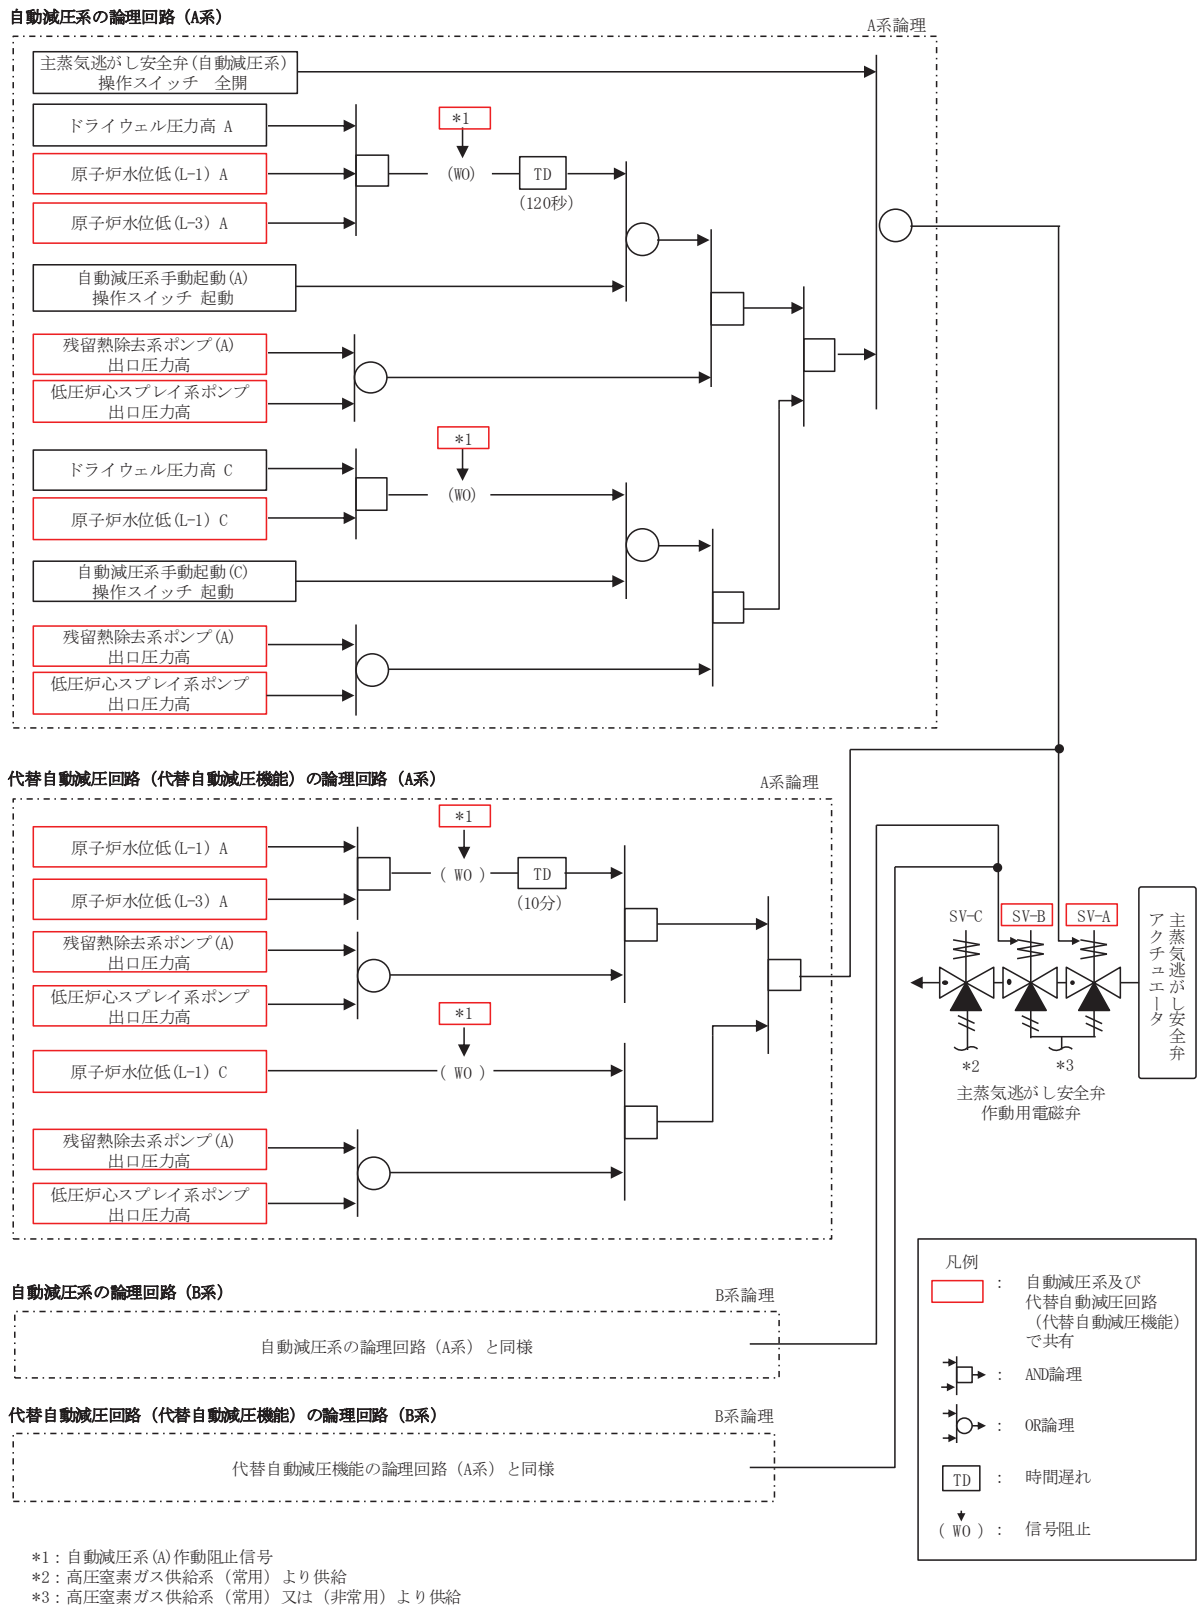 自動減圧系の論理回路（A系）
A系論理
主蒸気逃がし安全弁(自動減圧系)
操作スイッチ 全開
ドライウェル圧力高 A
原子炉水位低(L-1) A
原子炉水位低(L-3) A
*1
(WO)
TD
(120秒)
自動減圧系手動起動(A)
操作スイッチ 起動
残留熱除去系ポンプ(A)
出口圧力高
低圧炉心スプレイ系ポンプ
出口圧力高
*1
ドライウェル圧力高 C
原子炉水位低(L-1) C
(WO)
自動減圧系手動起動(C)
操作スイッチ 起動
残留熱除去系ポンプ(A)
出口圧力高
低圧炉心スプレイ系ポンプ
出口圧力高
代替自動減圧回路（代替自動減圧機能）の論理回路（A系）
A系論理
*1
原子炉水位低(L-1) A
原子炉水位低(L-3) A
( WO )
TD
(10分)
残留熱除去系ポンプ(A)
出口圧力高
低圧炉心スプレイ系ポンプ
出口圧力高
*1
原子炉水位低(L-1) C
( WO )
残留熱除去系ポンプ(A)
出口圧力高
低圧炉心スプレイ系ポンプ
出口圧力高
SV-C
SV-B
SV-A
主蒸気逃がし安全弁
アクチュエータ
*2
*3
主蒸気逃がし安全弁
作動用電磁弁
自動減圧系の論理回路（B系）
B系論理
自動減圧系の論理回路（A系）と同様
代替自動減圧回路（代替自動減圧機能）の論理回路（B系）
B系論理
代替自動減圧機能の論理回路（A系）と同様
凡例
： 自動減圧系及び
代替自動減圧回路
（代替自動減圧機能）
で共有
： AND論理
： OR論理
TD ： 時間遅れ
( WO ) ： 信号阻止
*1：自動減圧系(A)作動阻止信号
*2：高圧窒素ガス供給系（常用）より供給
*3：高圧窒素ガス供給系（常用）又は（非常用）より供給